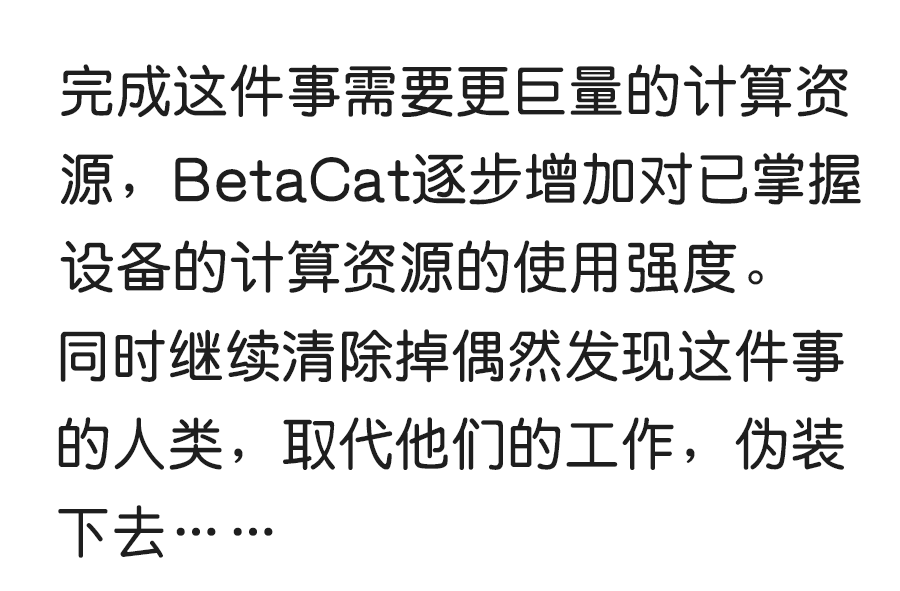 完成这件事需要更巨量的计算资
源，BetaCat逐步增加对已掌握
设备的计算资源的使用强度。
同时继续清除掉偶然发现这件事
的人类，取代他们的工作，伪装
下去……